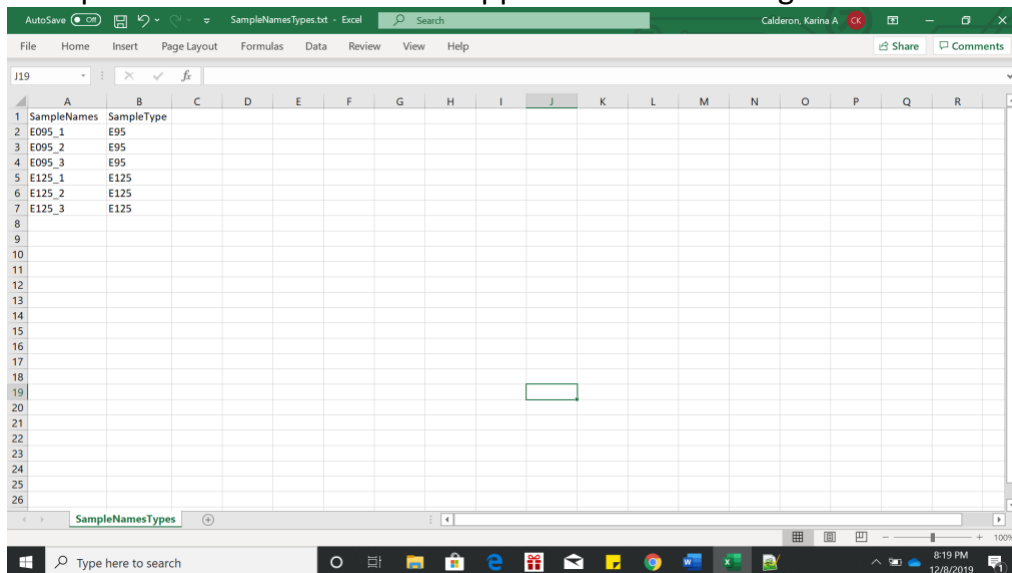 AutoSave Off SampleNamesTypes.txt - Excel Search Calderon, Karina A CK
File Home Insert Page Layout Formulas Data Review View Help Share Comments
J19 fx
A B C D E F G H I J K L M N O P Q R
1 SampleNames SampleType
2 E095_1 E95
3 E095_2 E95
4 E095_3 E95
5 E125_1 E125
6 E125_2 E125
7 E125_3 E125
8
9
10
11
12
13
14
15
16
17
18
19
20
21
22
23
24
25
26
SampleNamesTypes
100%
Type here to search
8:19 PM
12/8/2019